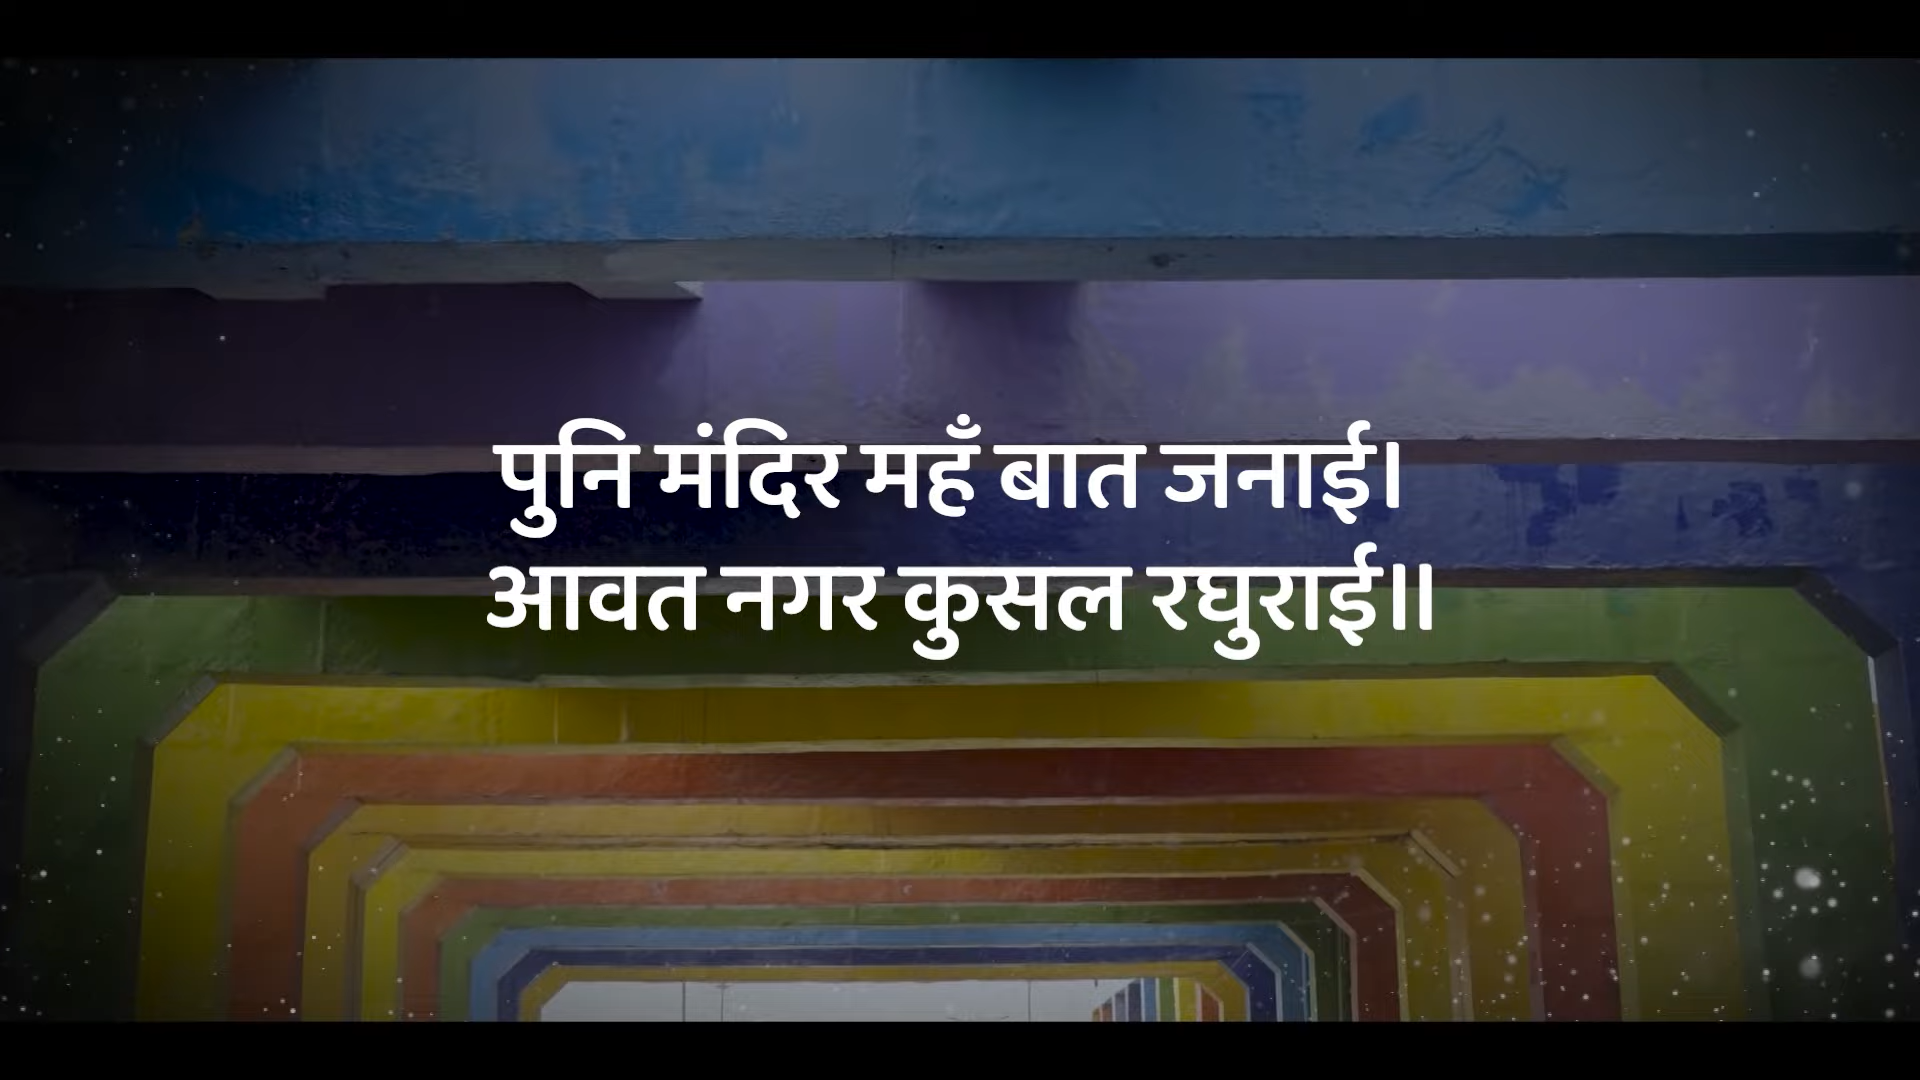 पुनि मंदिर महँ बात जनाई।
आवत नगर कुसल रघुराई॥